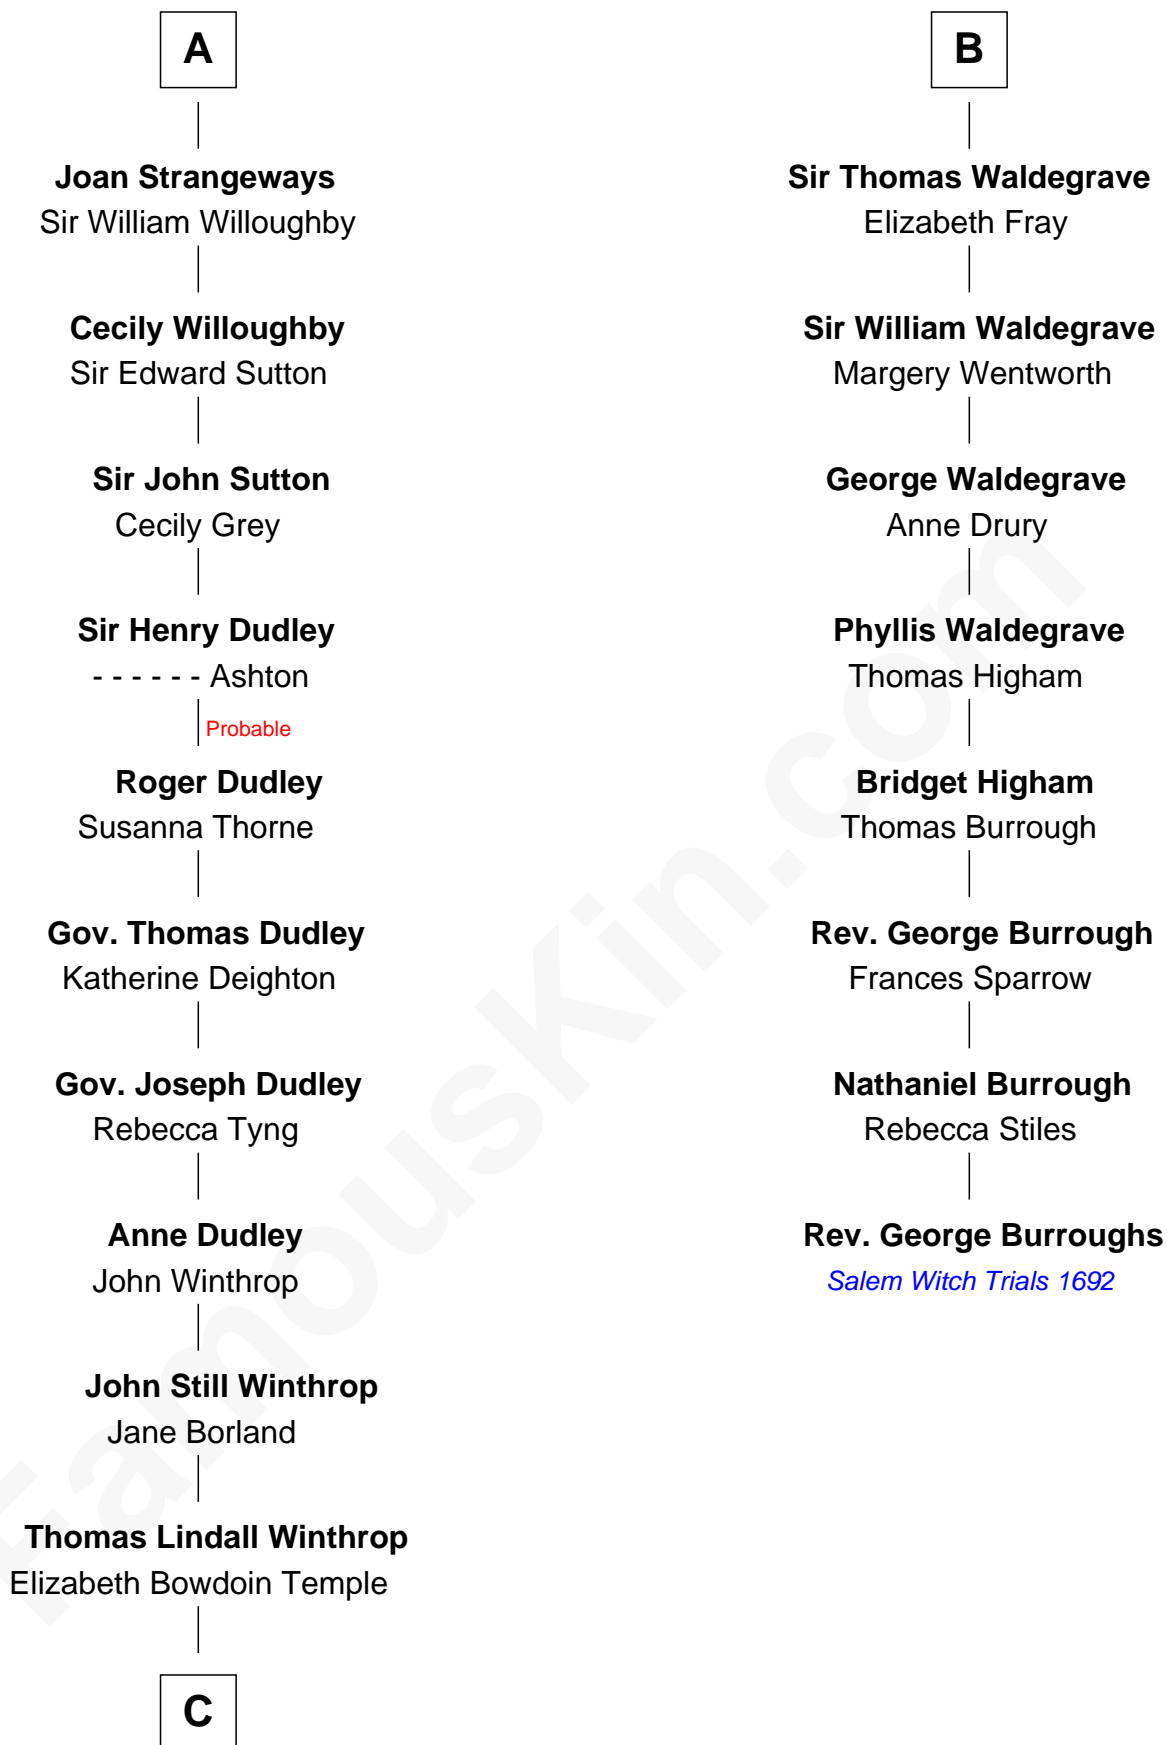 A
Joan Strangeways
Sir William Willoughby
Cecily Willoughby
Sir Edward Sutton
Sir John Sutton
Cecily Grey
Sir Henry Dudley
- - - - - - Ashton
Probable
Roger Dudley
Susanna Thorne
Gov. Thomas Dudley
Katherine Deighton
Gov. Joseph Dudley
Rebecca Tyng
Anne Dudley
John Winthrop
John Still Winthrop
Jane Borland
Thomas Lindall Winthrop
Elizabeth Bowdoin Temple
C
B
Sir Thomas Waldegrave
Elizabeth Fray
Sir William Waldegrave
Margery Wentworth
George Waldegrave
Anne Drury
Phyllis Waldegrave
Thomas Higham
Bridget Higham
Thomas Burrough
Rev. George Burrough
Frances Sparrow
Nathaniel Burrough
Rebecca Stiles
Rev. George Burroughs
Salem Witch Trials 1692
FamousKin.com